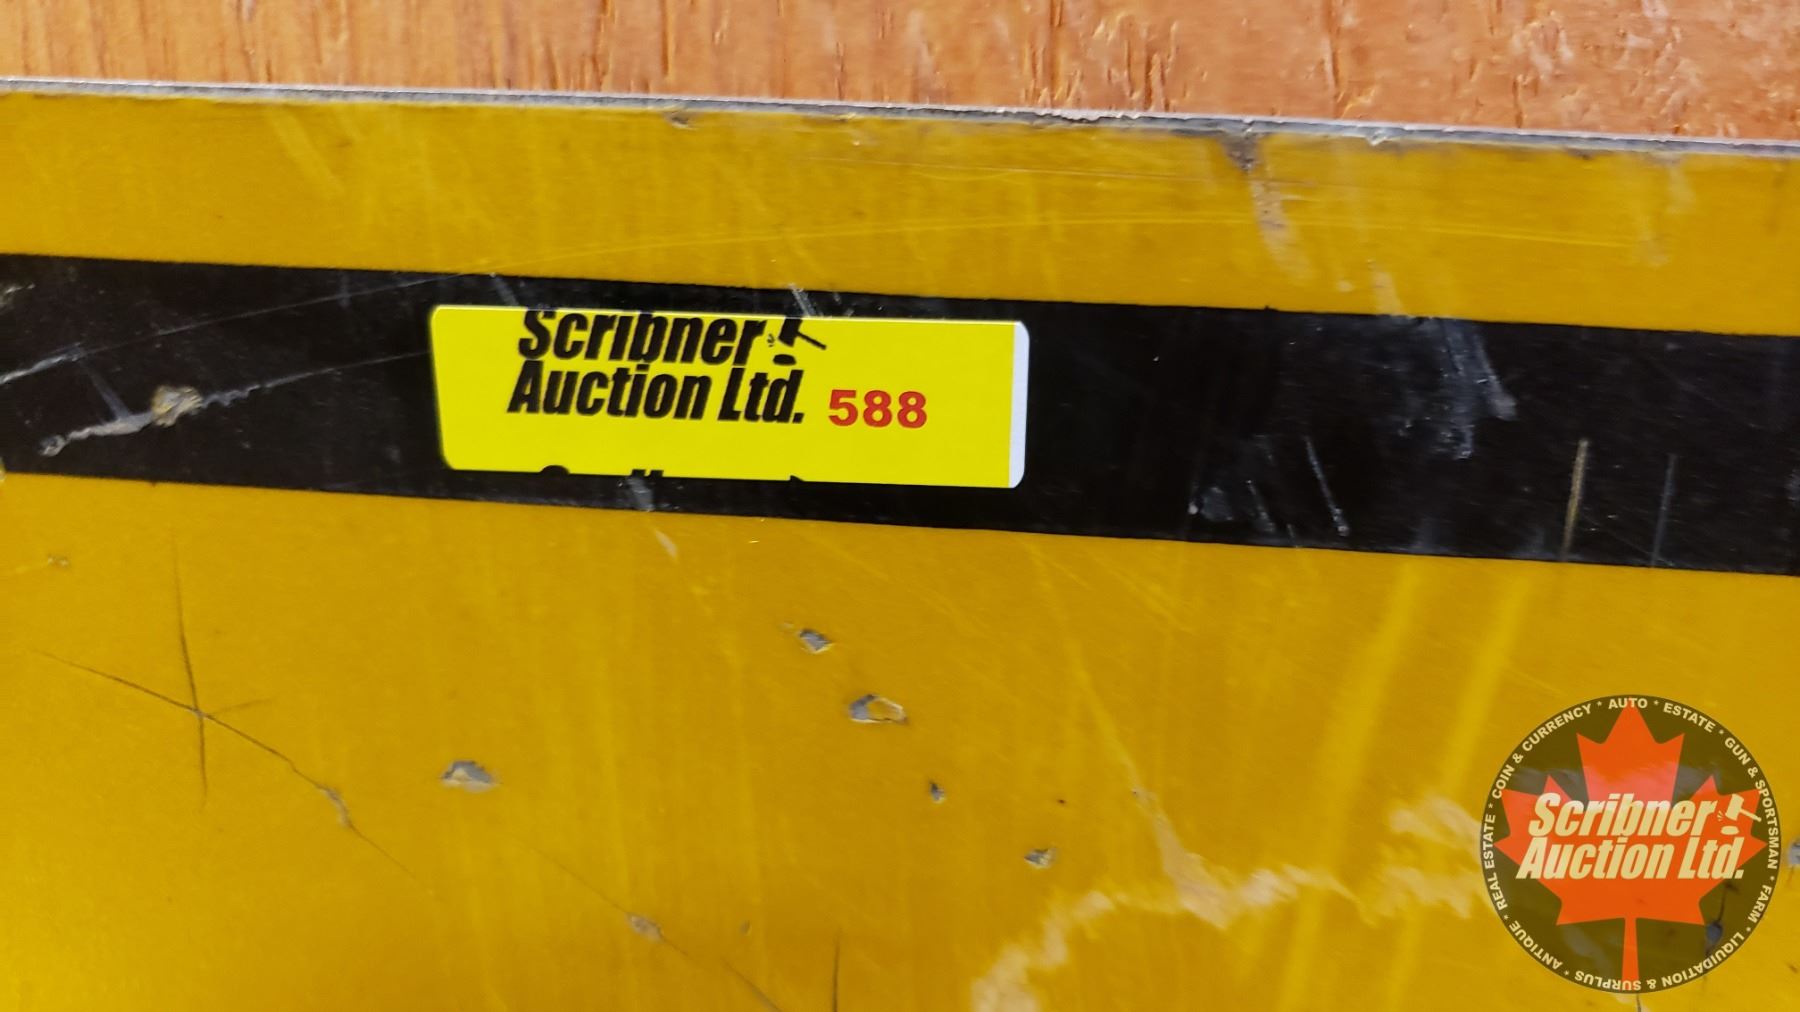 Scribner
Auction Ltd. 588
COIN & CURRENCY * AUTO * ESTATE * GUN & SPORTSMAN * FARM * LIQUIDATION & SURPLUS * ANTIQUE * REAL ESTATE *
Scribner
Auction Ltd.